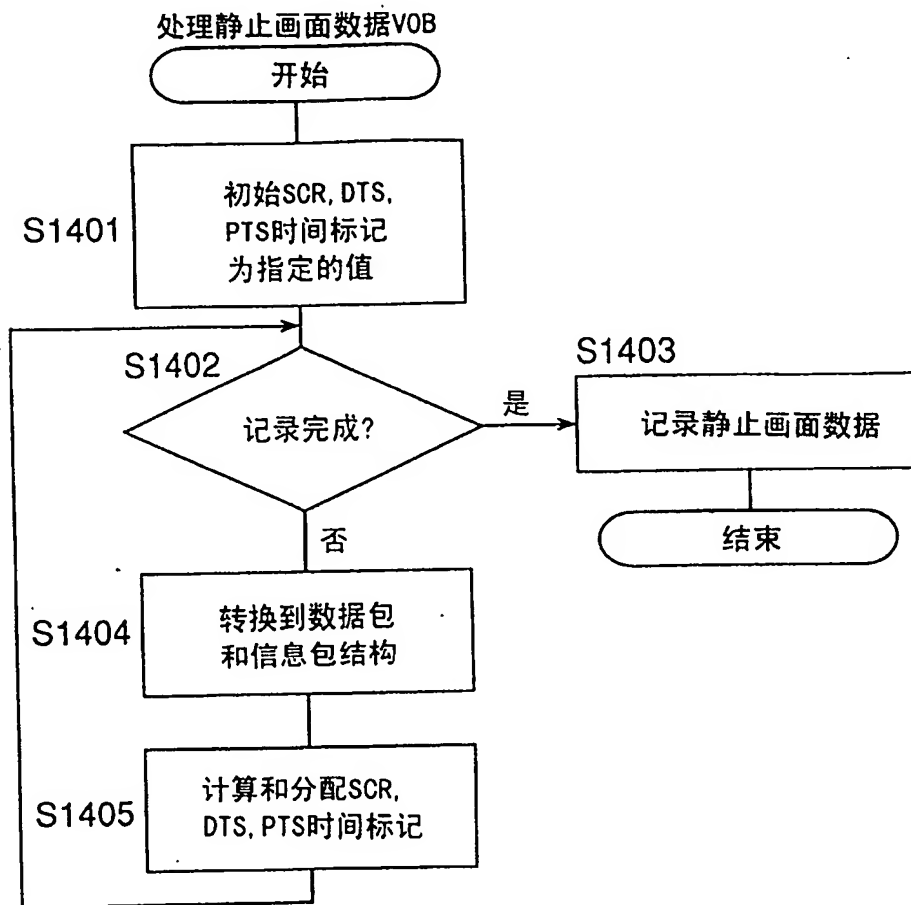 处理静止画面数据VOB
开始
S1401
初始SCR, DTS,
PTS时间标记
为指定的值
S1402
记录完成?
是
S1403
记录静止画面数据
结束
否
S1404
转换到数据包
和信息包结构
S1405
计算和分配SCR,
DTS, PTS时间标记